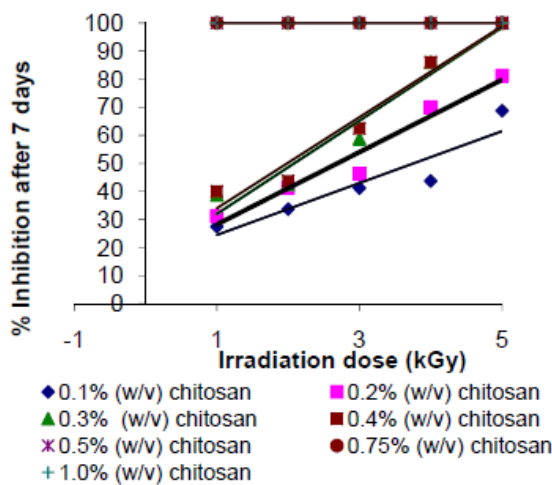 % Inhibition after 7 days
100
90
80
70
60
50
40
30
20
10
0
-1 1 3 5
Irradiation dose (kGy)
0.1% (w/v) chitosan 0.2% (w/v) chitosan
0.3% (w/v) chitosan 0.4% (w/v) chitosan
0.5% (w/v) chitosan 0.75% (w/v) chitosan
1.0% (w/v) chitosan